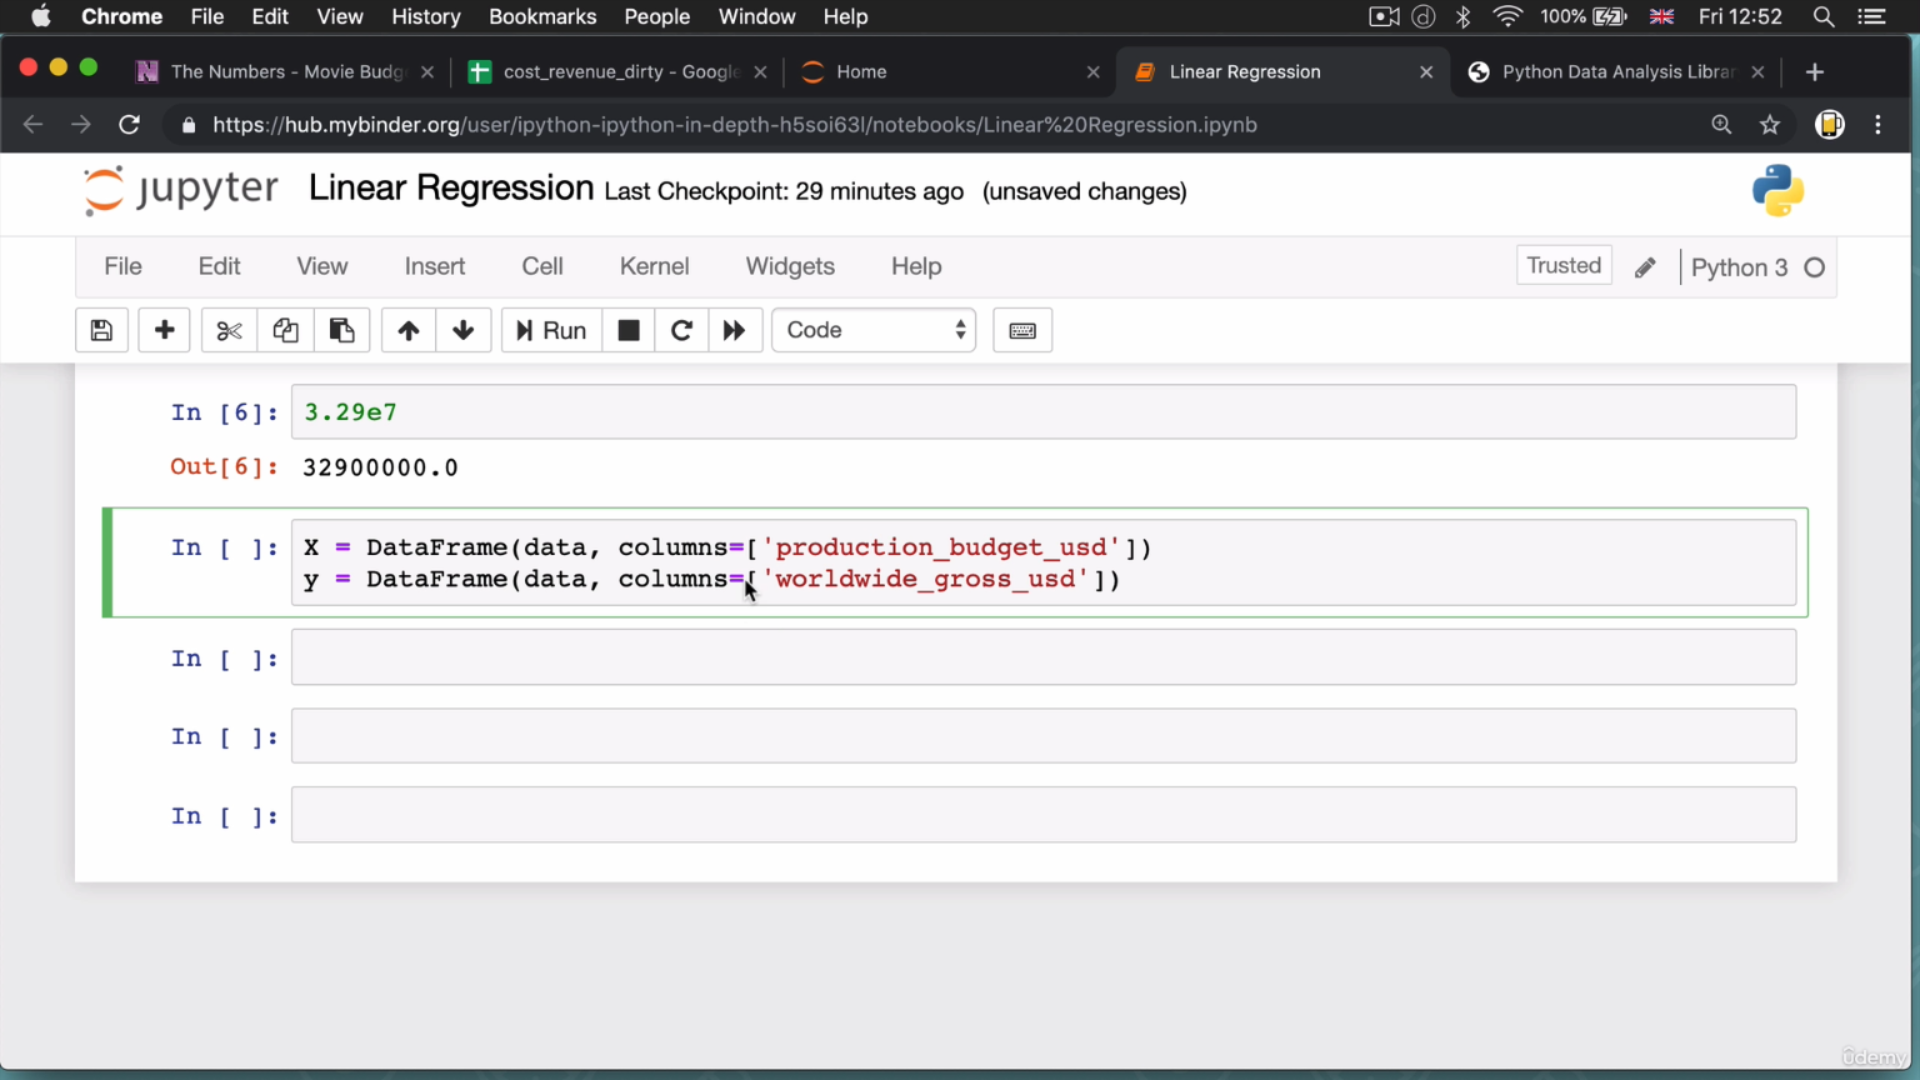 Chrome File Edit View History Bookmarks People Window Help 100% Fri 12:52
The Numbers - Movie Budg cost_revenue_dirty - Google Home Linear Regression Python Data Analysis Librar
https://hub.mybinder.org/user/ipython-ipython-in-depth-h5soi63l/notebooks/Linear%20Regression.ipynb
jupyter Linear Regression Last Checkpoint: 29 minutes ago (unsaved changes)
File Edit View Insert Cell Kernel Widgets Help Trusted Python 3
Run Code
In [6]: 3.29e7
Out[6]: 32900000.0
In [ ]: X = DataFrame(data, columns=['production_budget_usd'])
y = DataFrame(data, columns=['worldwide_gross_usd'])
In [ ]:
In [ ]:
In [ ]:
ûdemy